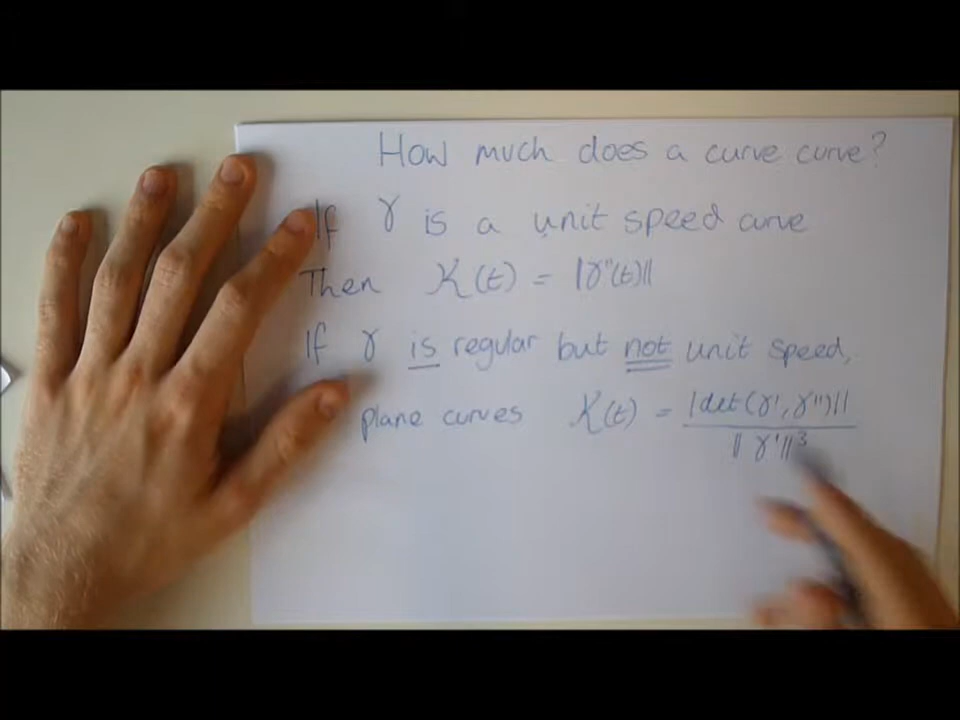 How much does a curve curve?
If γ is a unit speed curve
Then K(t) = ||γ''(t)||
If γ is regular but not unit speed,
plane curves K(t) = |det(γ', γ'')|| / ||γ'||³